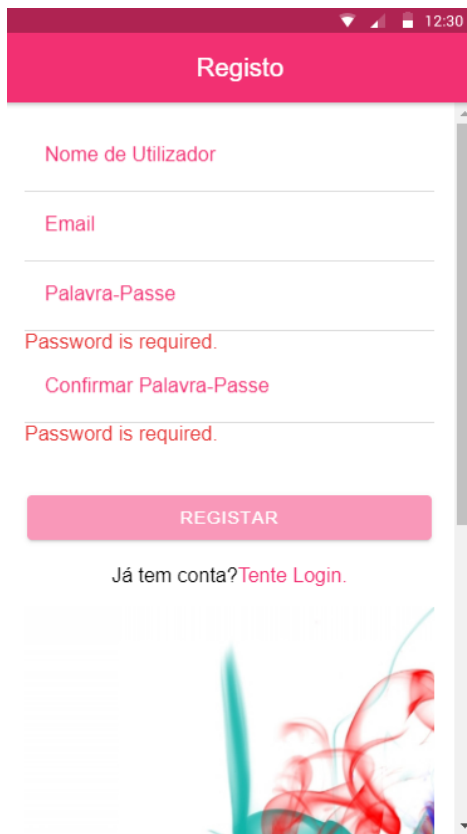 12:30
Registo
Nome de Utilizador
Email
Palavra-Passe
Password is required.
Confirmar Palavra-Passe
Password is required.
REGISTAR
Já tem conta?Tente Login.